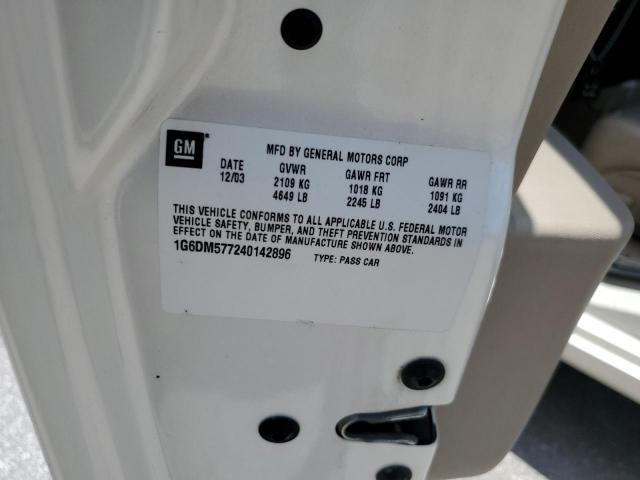 GM
MFD BY GENERAL MOTORS CORP
DATE GVWR GAWR FRT GAWR RR
12/03 2109 KG 1018 KG 1091 KG
4649 LB 2245 LB 2404 LB
THIS VEHICLE CONFORMS TO ALL APPLICABLE U.S. FEDERAL MOTOR
VEHICLE SAFETY, BUMPER, AND THEFT PREVENTION STANDARDS IN
EFFECT ON THE DATE OF MANUFACTURE SHOWN ABOVE.
1G6DM577240142896 TYPE: PASS CAR